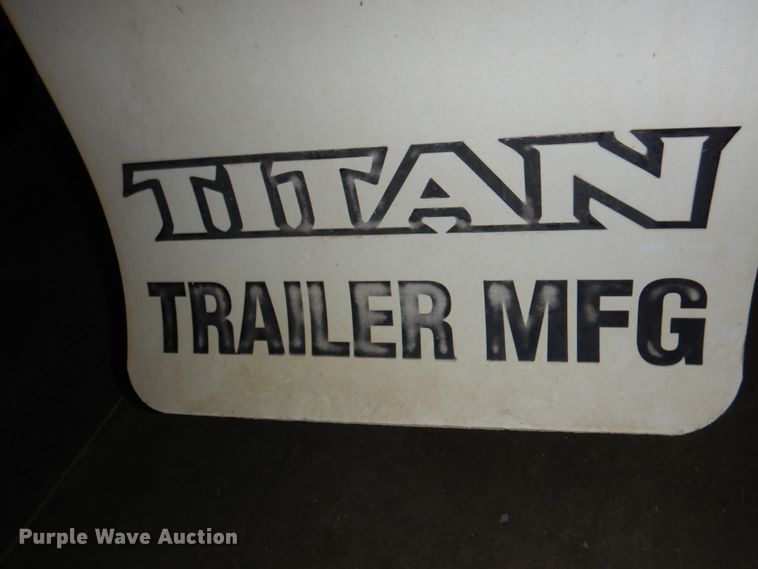 TITAN
TRAILER MFG
Purple Wave Auction